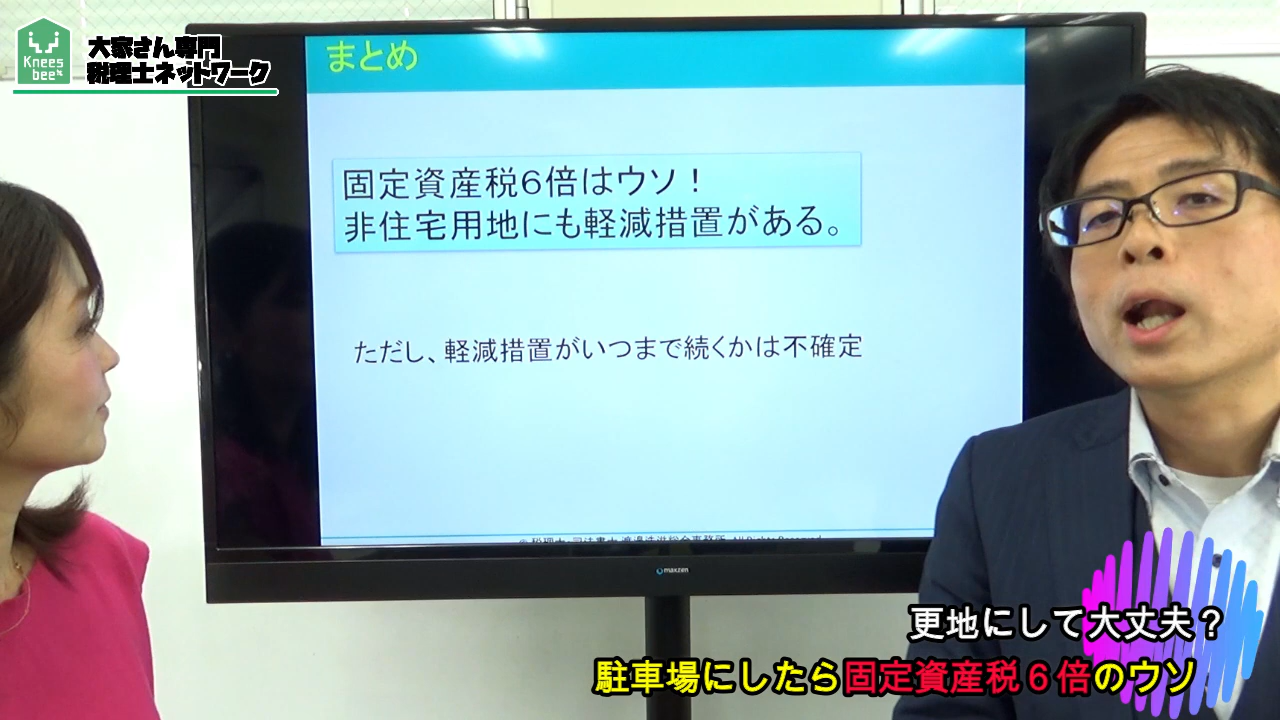 Knees
bee
大家さん専門
税理士ネットワーク
まとめ
固定資産税6倍はウソ！
非住宅用地にも軽減措置がある。
ただし、軽減措置がいつまで続くかは不確定
maxzen
更地にして大丈夫？
駐車場にしたら固定資産税６倍のウソ